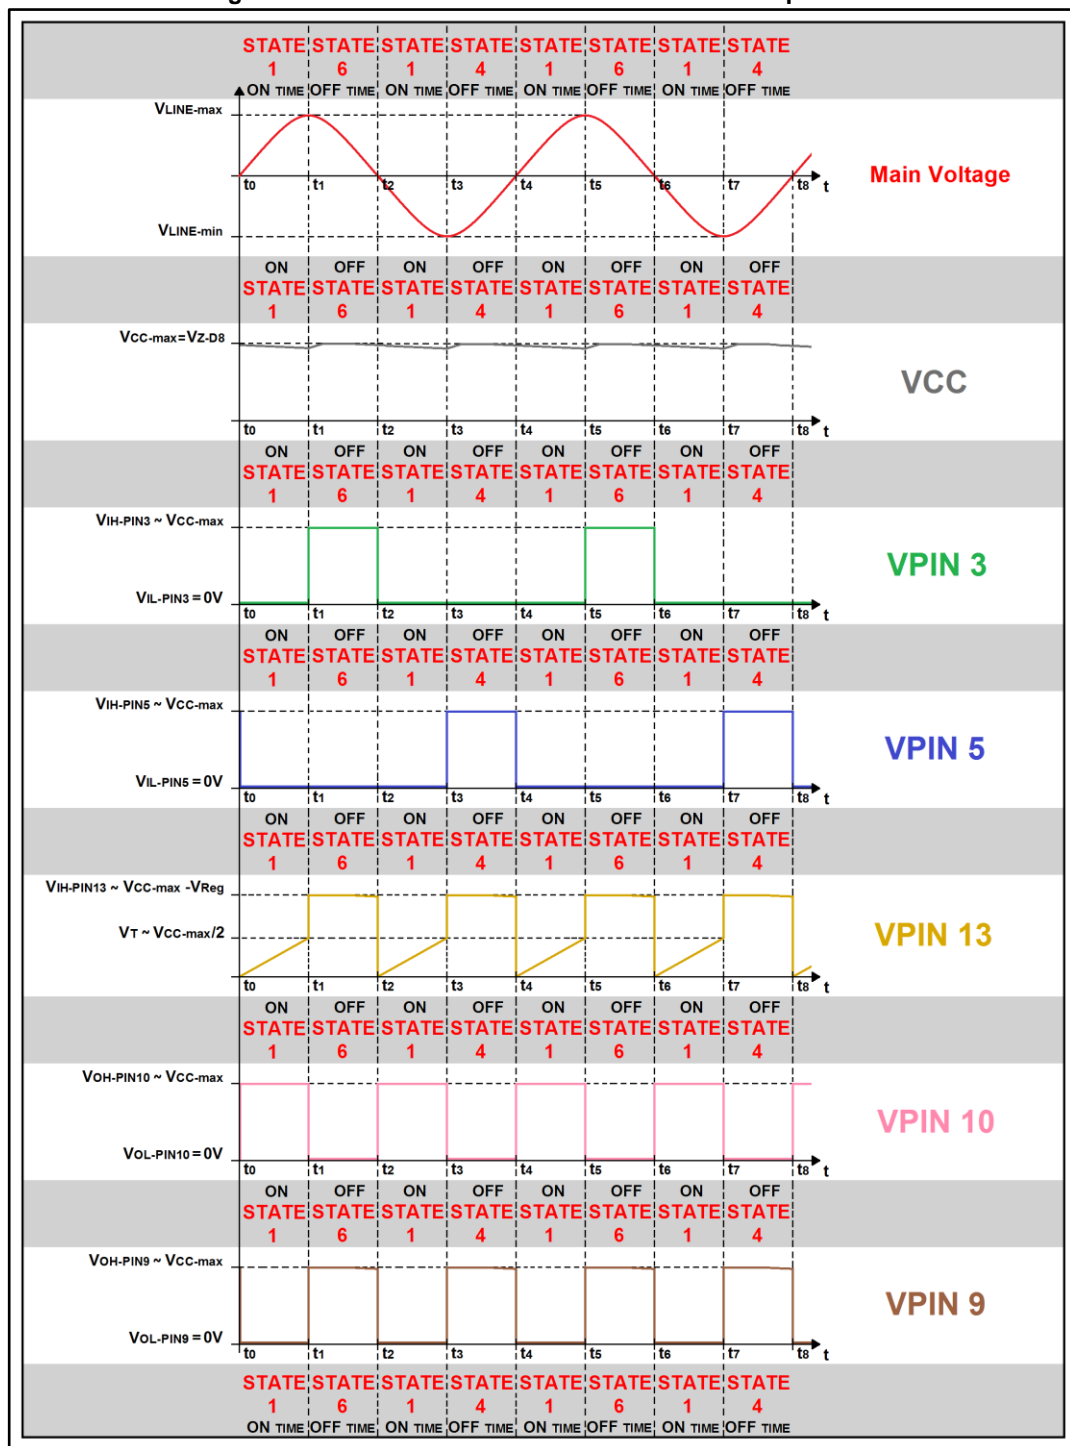 STATE STATE STATE STATE STATE STATE STATE STATE
1 6 1 4 1 6 1 4
ON TIME OFF TIME ON TIME OFF TIME ON TIME OFF TIME ON TIME OFF TIME
VLINE-max
t0 t1 t2 t3 t4 t5 t6 t7 t8 t
Main Voltage
VLINE-min
ON OFF ON OFF ON OFF ON OFF
STATE STATE STATE STATE STATE STATE STATE STATE
1 6 1 4 1 6 1 4
VCC-max=VZ-D8
VCC
t0 t1 t2 t3 t4 t5 t6 t7 t8 t
ON OFF ON OFF ON OFF ON OFF
STATE STATE STATE STATE STATE STATE STATE STATE
1 6 1 4 1 6 1 4
VIH-PIN3 ~ VCC-max
VPIN 3
VIL-PIN3 = 0V
t0 t1 t2 t3 t4 t5 t6 t7 t8 t
ON OFF ON OFF ON OFF ON OFF
STATE STATE STATE STATE STATE STATE STATE STATE
1 6 1 4 1 6 1 4
VIH-PIN5 ~ VCC-max
VPIN 5
VIL-PIN5 = 0V
t0 t1 t2 t3 t4 t5 t6 t7 t8 t
ON OFF ON OFF ON OFF ON OFF
STATE STATE STATE STATE STATE STATE STATE STATE
1 6 1 4 1 6 1 4
VIH-PIN13 ~ VCC-max -VReg
VT ~ VCC-max/2
VPIN 13
t0 t1 t2 t3 t4 t5 t6 t7 t8 t
ON OFF ON OFF ON OFF ON OFF
STATE STATE STATE STATE STATE STATE STATE STATE
1 6 1 4 1 6 1 4
VOH-PIN10 ~ VCC-max
VPIN 10
VOL-PIN10 = 0V
t0 t1 t2 t3 t4 t5 t6 t7 t8 t
ON OFF ON OFF ON OFF ON OFF
STATE STATE STATE STATE STATE STATE STATE STATE
1 6 1 4 1 6 1 4
VOH-PIN9 ~ VCC-max
VPIN 9
VOL-PIN9 = 0V
t0 t1 t2 t3 t4 t5 t6 t7 t8 t
STATE STATE STATE STATE STATE STATE STATE STATE
1 6 1 4 1 6 1 4
ON TIME OFF TIME ON TIME OFF TIME ON TIME OFF TIME ON TIME OFF TIME